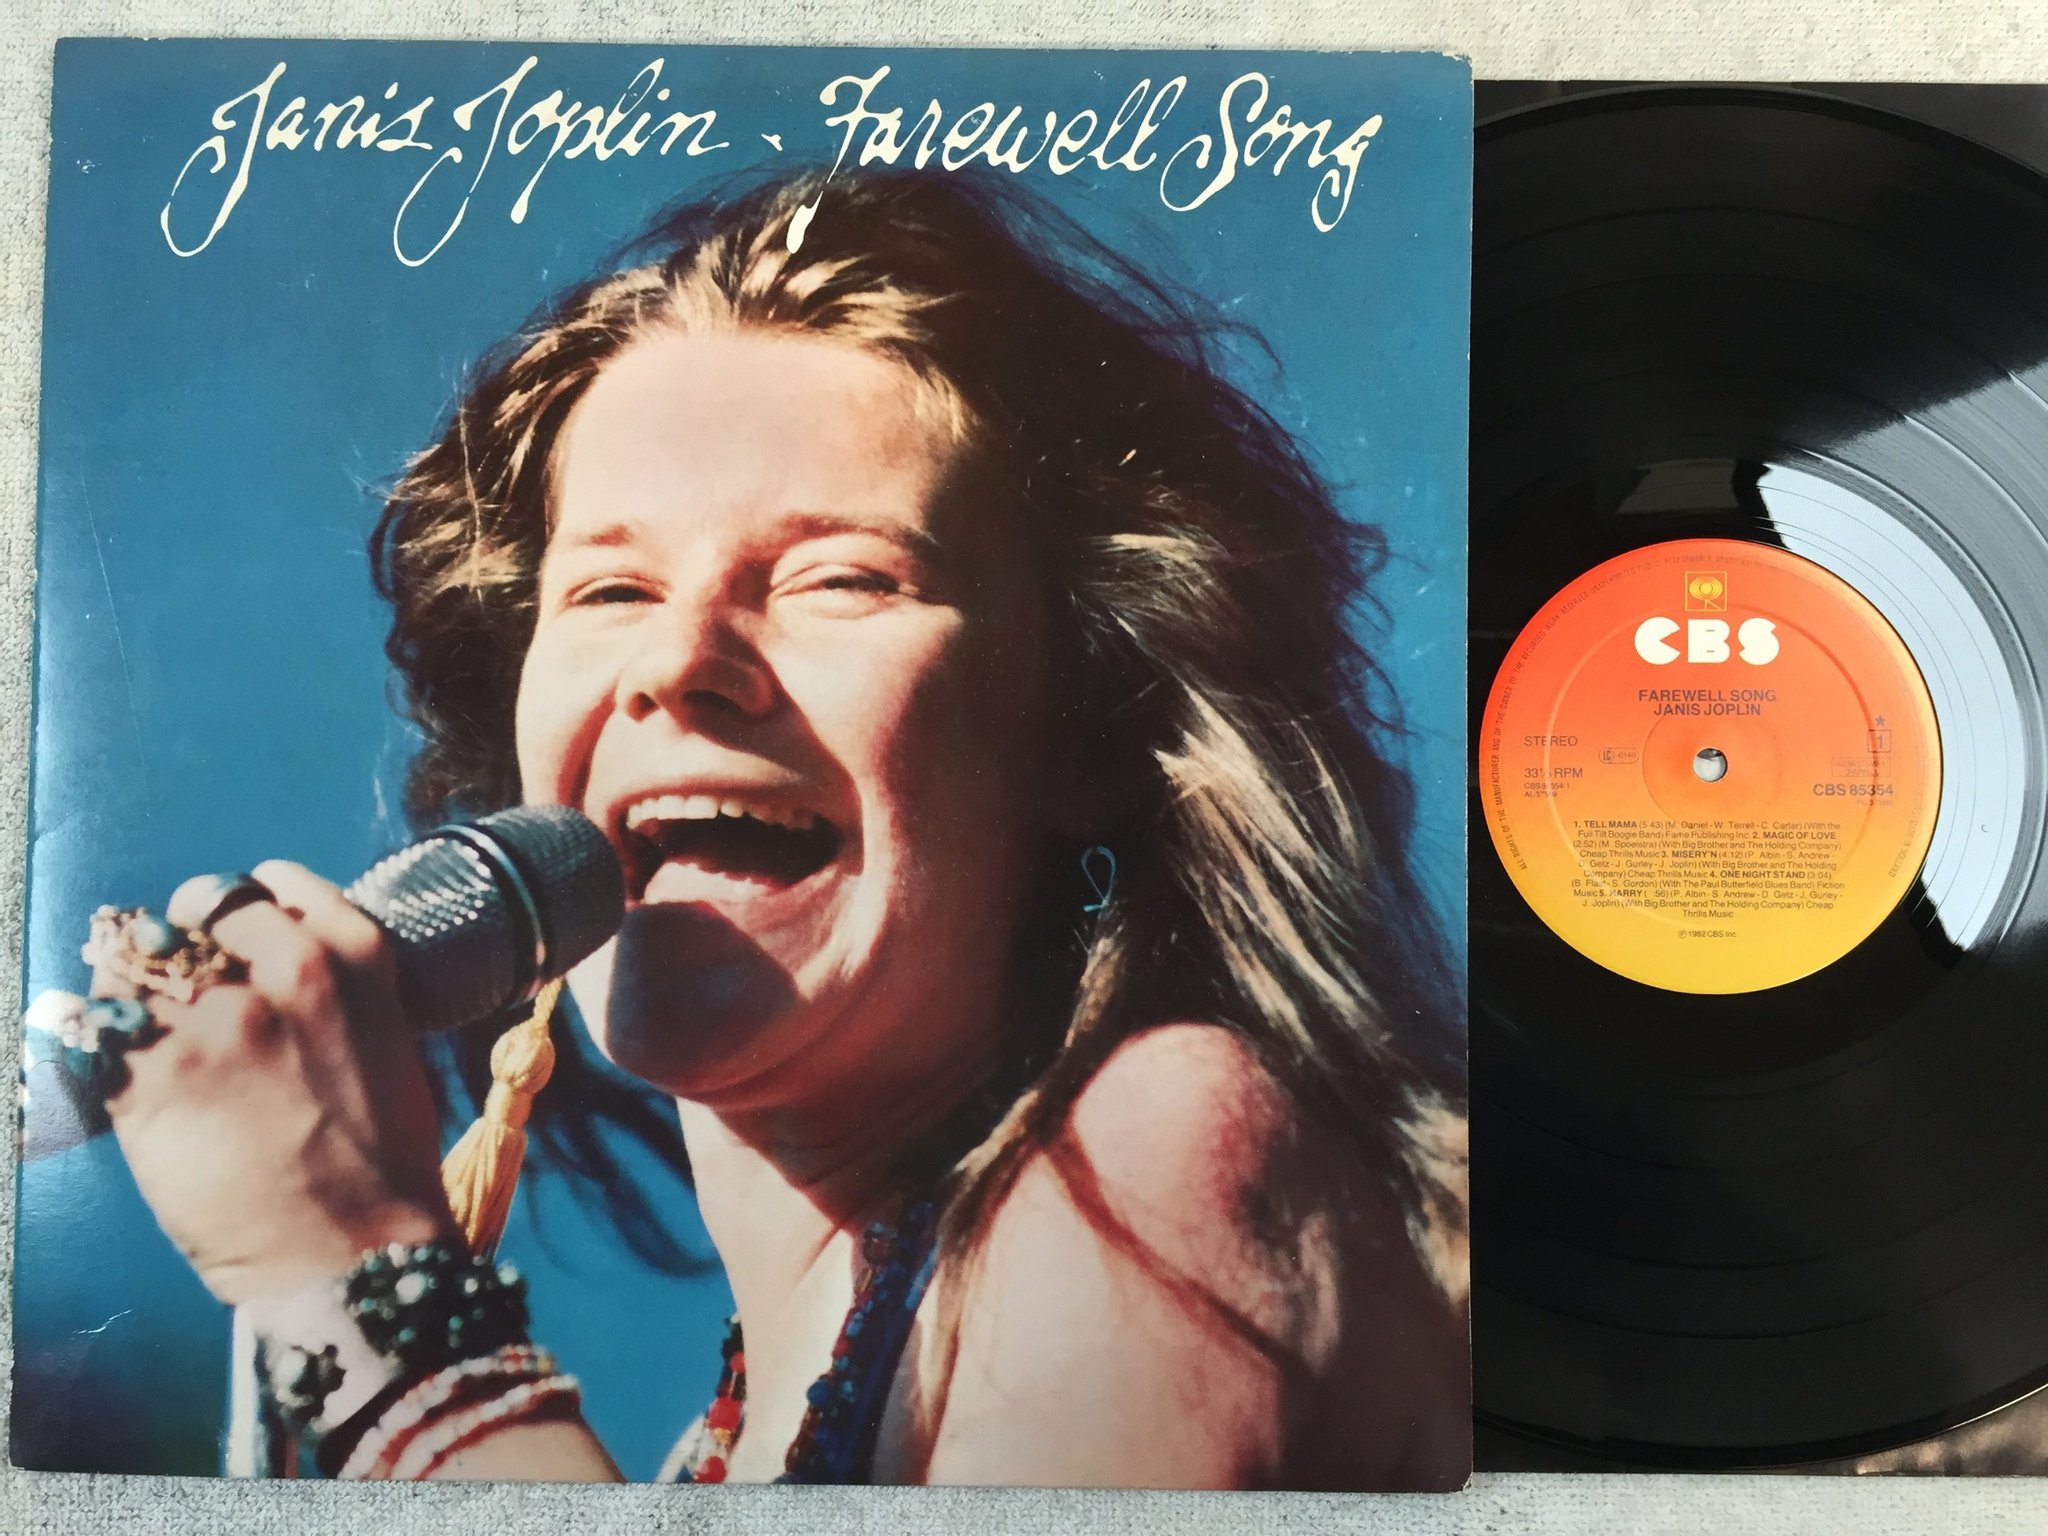 Janis Joplin - Farewell Song
CBS
FAREWELL SONG
JANIS JOPLIN
STEREO
33⅓ RPM
1
CBS 85354
AL 37569
1. TELL MAMA (5:43) (M. Daniel - W. Terrell - C. Carter) (With the
Full Tilt Boogie Band) Fame Publishing Inc. 2. MAGIC OF LOVE
(2:52) (M. Spoelstra) (With Big Brother and The Holding Company)
Cheap Thrills Music 3. MISERY'N (4:12) (P. Albin - S. Andrew -
D. Getz - J. Gurley - J. Joplin) (With Big Brother and The Holding
Company) Cheap Thrills Music 4. ONE NIGHT STAND (3:04)
(B. Flast - S. Gordon) (With The Paul Butterfield Blues Band) Fiction
Music 5. HARRY ( :56) (P. Albin - S. Andrew - D. Getz - J. Gurley -
J. Joplin) (With Big Brother and The Holding Company) Cheap
Thrills Music
℗ 1982 CBS Inc.